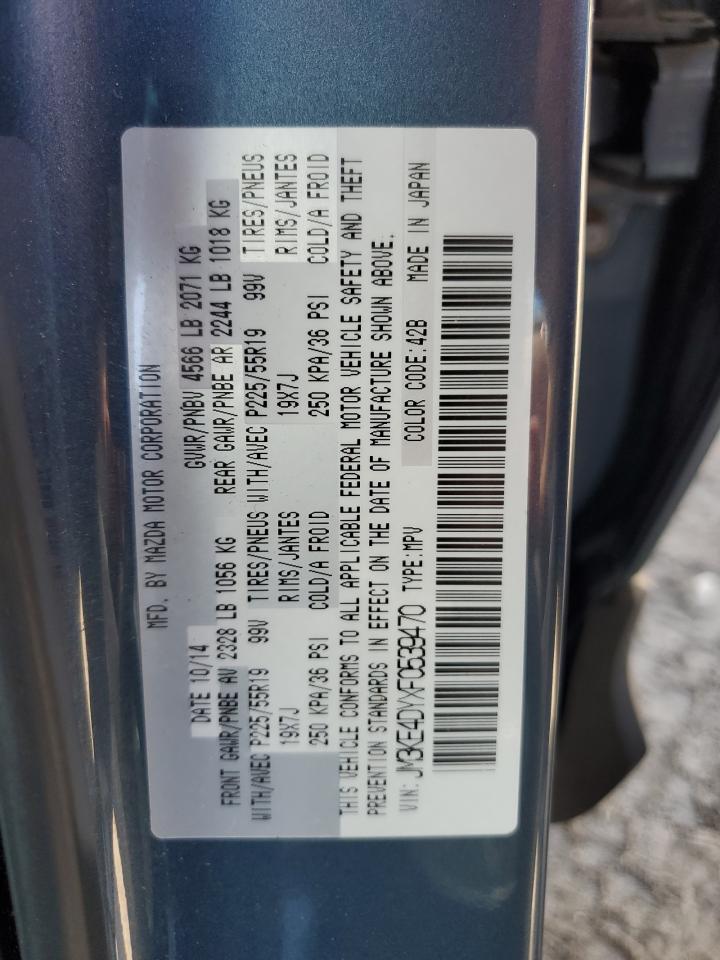 MFD. BY MAZDA MOTOR CORPORATION
DATE 10/14 GVWR/PNBV 4566 LB 2071 KG
FRONT GAWR/PNBE AV 2328 LB 1056 KG REAR GAWR/PNBE AR 2244 LB 1018 KG
WITH/AVEC P225/55R19 99V TIRES/PNEUS WITH/AVEC P225/55R19 99V TIRES/PNEUS
19X7J RIMS/JANTES 19X7J RIMS/JANTES
250 KPA/36 PSI COLD/A FROID 250 KPA/36 PSI COLD/A FROID
THIS VEHICLE CONFORMS TO ALL APPLICABLE FEDERAL MOTOR VEHICLE SAFETY AND THEFT
PREVENTION STANDARDS IN EFFECT ON THE DATE OF MANUFACTURE SHOWN ABOVE.
VIN: JM3KE4DYXF0539470 TYPE:MPV COLOR CODE:42B MADE IN JAPAN